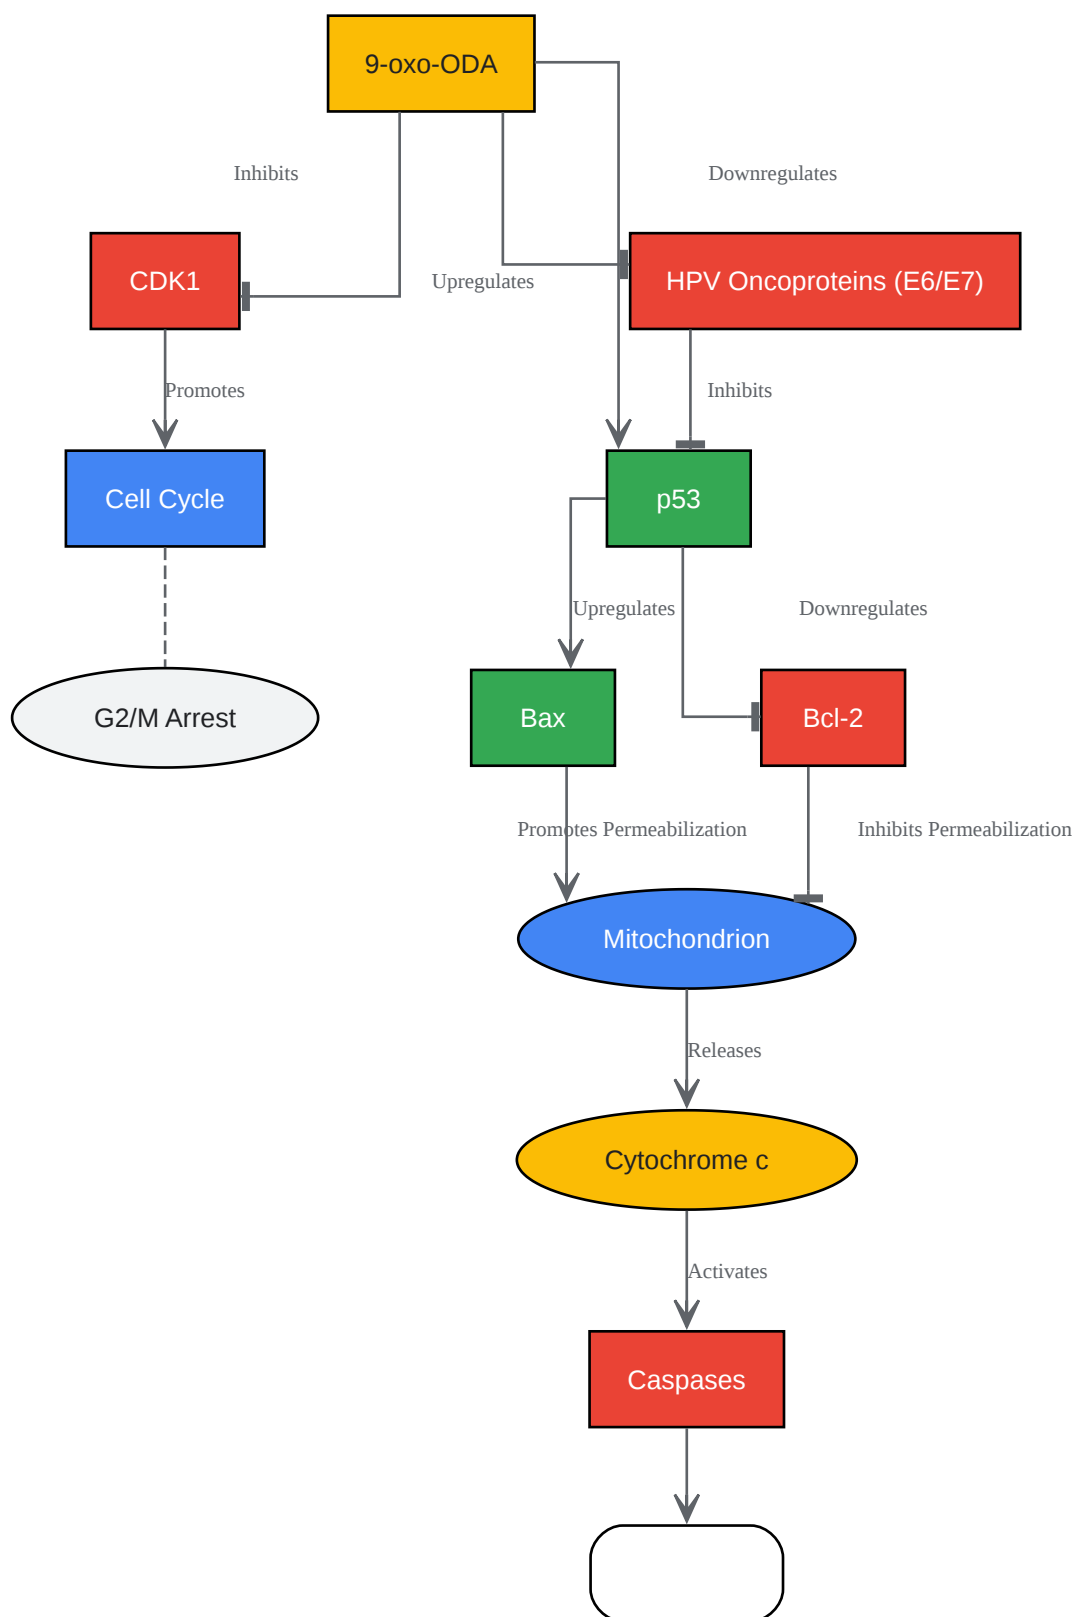 9-oxo-ODA
Inhibits
Downregulates
CDK1
Upregulates
HPV Oncoproteins (E6/E7)
Promotes
Inhibits
Cell Cycle
p53
Upregulates
Downregulates
G2/M Arrest
Bax
Bcl-2
Promotes Permeabilization
Inhibits Permeabilization
Mitochondrion
Releases
Cytochrome c
Activates
Caspases